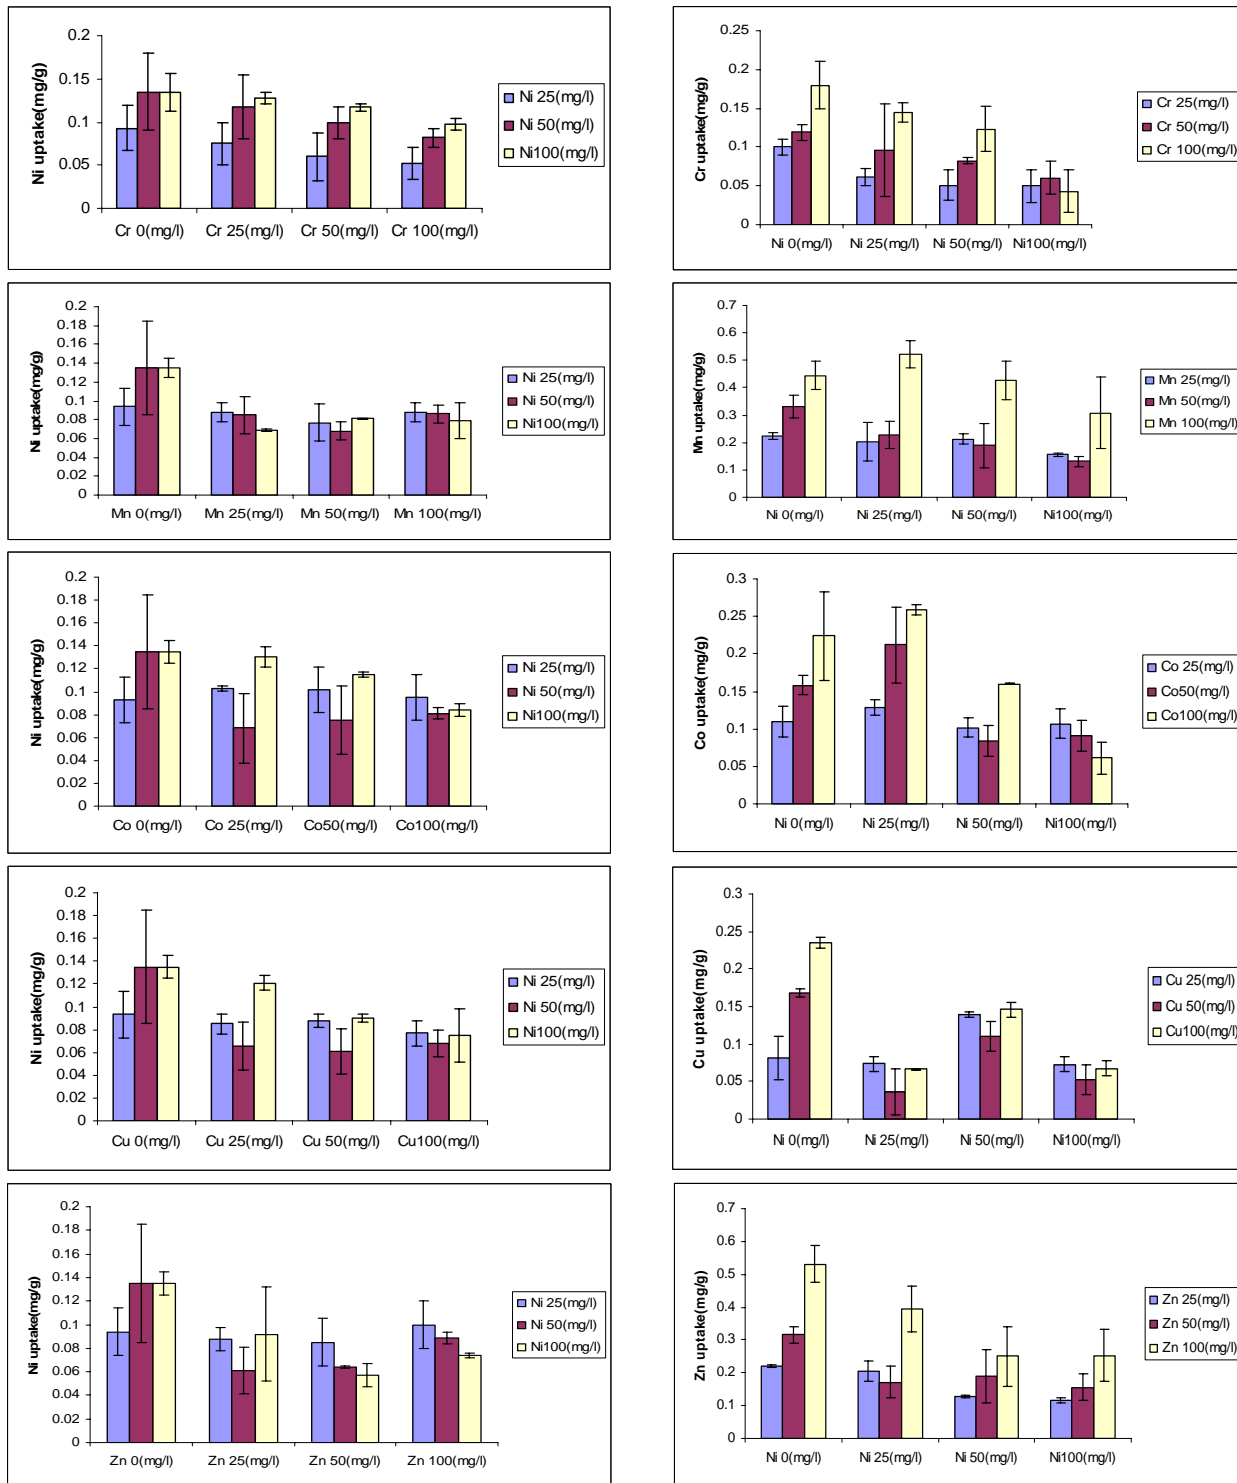 Ni uptake(mg/g)
0.2
0.15
0.1
0.05
0
Cr 0(mg/l) Cr 25(mg/l) Cr 50(mg/l) Cr 100(mg/l)
Ni 25(mg/l)
Ni 50(mg/l)
Ni100(mg/l)
Cr uptake(mg/g)
0.25
0.2
0.15
0.1
0.05
0
Ni 0(mg/l) Ni 25(mg/l) Ni 50(mg/l) Ni100(mg/l)
Cr 25(mg/l)
Cr 50(mg/l)
Cr 100(mg/l)
Ni uptake(mg/g)
0.2
0.18
0.16
0.14
0.12
0.1
0.08
0.06
0.04
0.02
0
Mn 0(mg/l) Mn 25(mg/l) Mn 50(mg/l) Mn 100(mg/l)
Ni 25(mg/l)
Ni 50(mg/l)
Ni100(mg/l)
Mn uptake(mg/g)
0.7
0.6
0.5
0.4
0.3
0.2
0.1
0
Ni 0(mg/l) Ni 25(mg/l) Ni 50(mg/l) Ni100(mg/l)
Mn 25(mg/l)
Mn 50(mg/l)
Mn 100(mg/l)
Ni uptake(mg/g)
0.2
0.18
0.16
0.14
0.12
0.1
0.08
0.06
0.04
0.02
0
Co 0(mg/l) Co 25(mg/l) Co50(mg/l) Co100(mg/l)
Ni 25(mg/l)
Ni 50(mg/l)
Ni100(mg/l)
Co uptake(mg/g)
0.3
0.25
0.2
0.15
0.1
0.05
0
Ni 0(mg/l) Ni 25(mg/l) Ni 50(mg/l) Ni100(mg/l)
Co 25(mg/l)
Co50(mg/l)
Co100(mg/l)
Ni uptake(mg/g)
0.2
0.18
0.16
0.14
0.12
0.1
0.08
0.06
0.04
0.02
0
Cu 0(mg/l) Cu 25(mg/l) Cu 50(mg/l) Cu100(mg/l)
Ni 25(mg/l)
Ni 50(mg/l)
Ni100(mg/l)
Cu uptake(mg/g)
0.3
0.25
0.2
0.15
0.1
0.05
0
Ni 0(mg/l) Ni 25(mg/l) Ni 50(mg/l) Ni100(mg/l)
Cu 25(mg/l)
Cu 50(mg/l)
Cu100(mg/l)
Ni uptake(mg/g)
0.2
0.18
0.16
0.14
0.12
0.1
0.08
0.06
0.04
0.02
0
Zn 0(mg/l) Zn 25(mg/l) Zn 50(mg/l) Zn 100(mg/l)
Ni 25(mg/l)
Ni 50(mg/l)
Ni100(mg/l)
Zn uptake(mg/g)
0.7
0.6
0.5
0.4
0.3
0.2
0.1
0
Ni 0(mg/l) Ni 25(mg/l) Ni 50(mg/l) Ni100(mg/l)
Zn 25(mg/l)
Zn 50(mg/l)
Zn 100(mg/l)